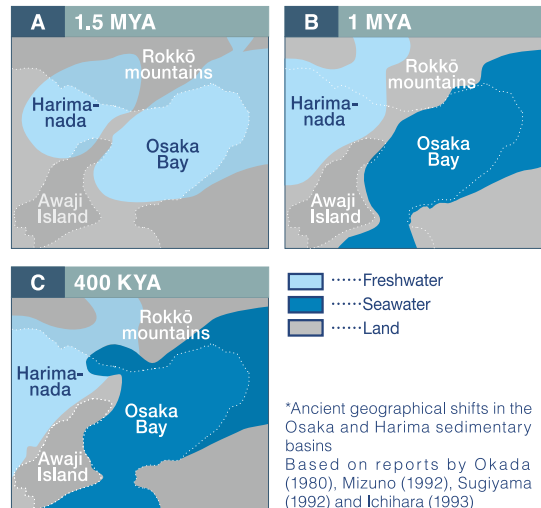 A 1.5 MYA
Rokkō
mountains
Harima-
nada
Osaka
Bay
Awaji
Island
B 1 MYA
Rokkō
mountains
Harima-
nada
Osaka
Bay
Awaji
Island
C 400 KYA
Rokkō
mountains
Harima-
nada
Osaka
Bay
Awaji
Island
······Freshwater
······Seawater
······Land
*Ancient geographical shifts in the
Osaka and Harima sedimentary
basins
Based on reports by Okada
(1980), Mizuno (1992), Sugiyama
(1992) and Ichihara (1993)